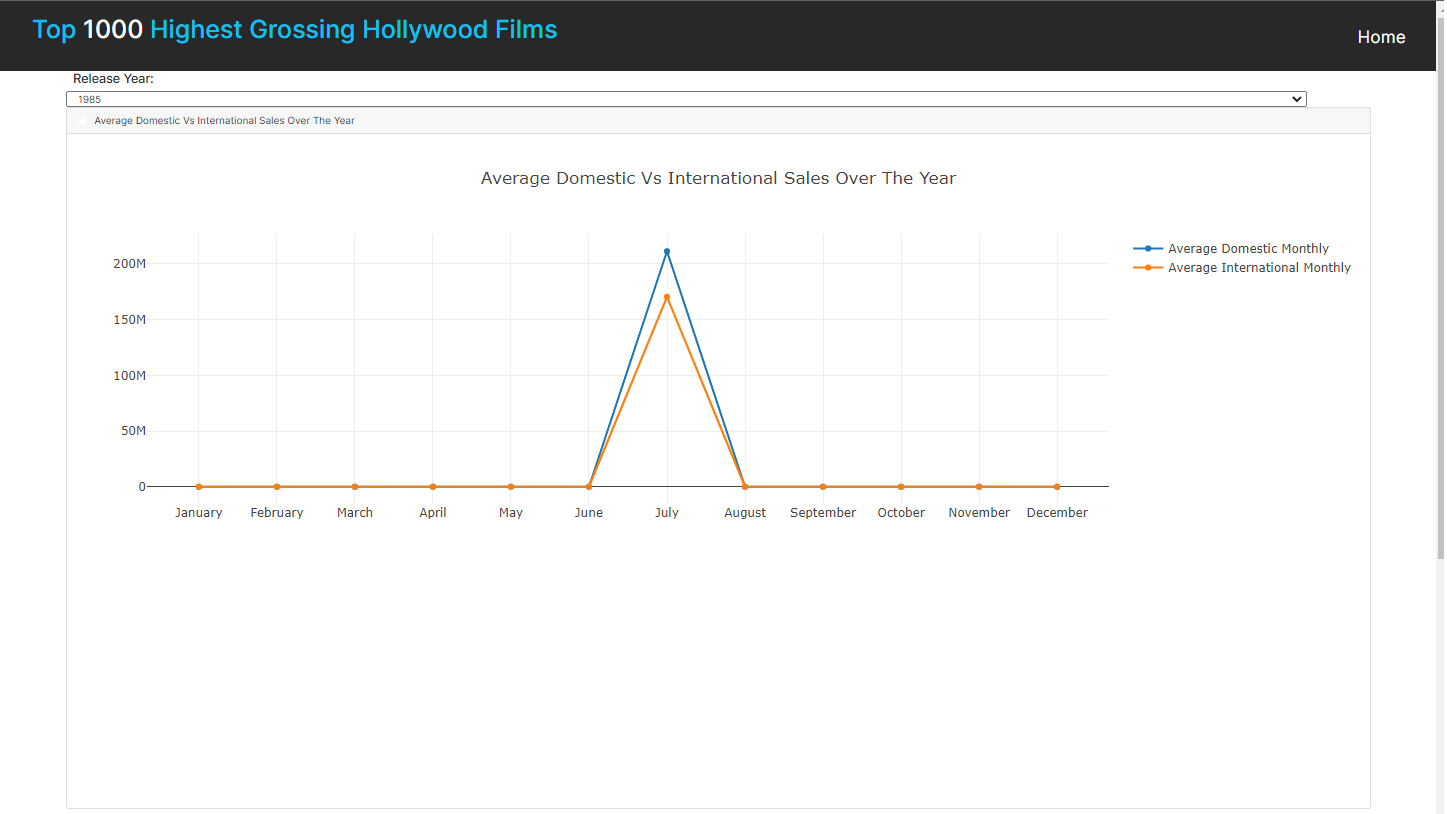 Top 1000 Highest Grossing Hollywood Films
Home
Release Year:
1985
Average Domestic Vs International Sales Over The Year
Average Domestic Vs International Sales Over The Year
Average Domestic Monthly
Average International Monthly
200M
150M
100M
50M
0
January February March April May June July August September October November December